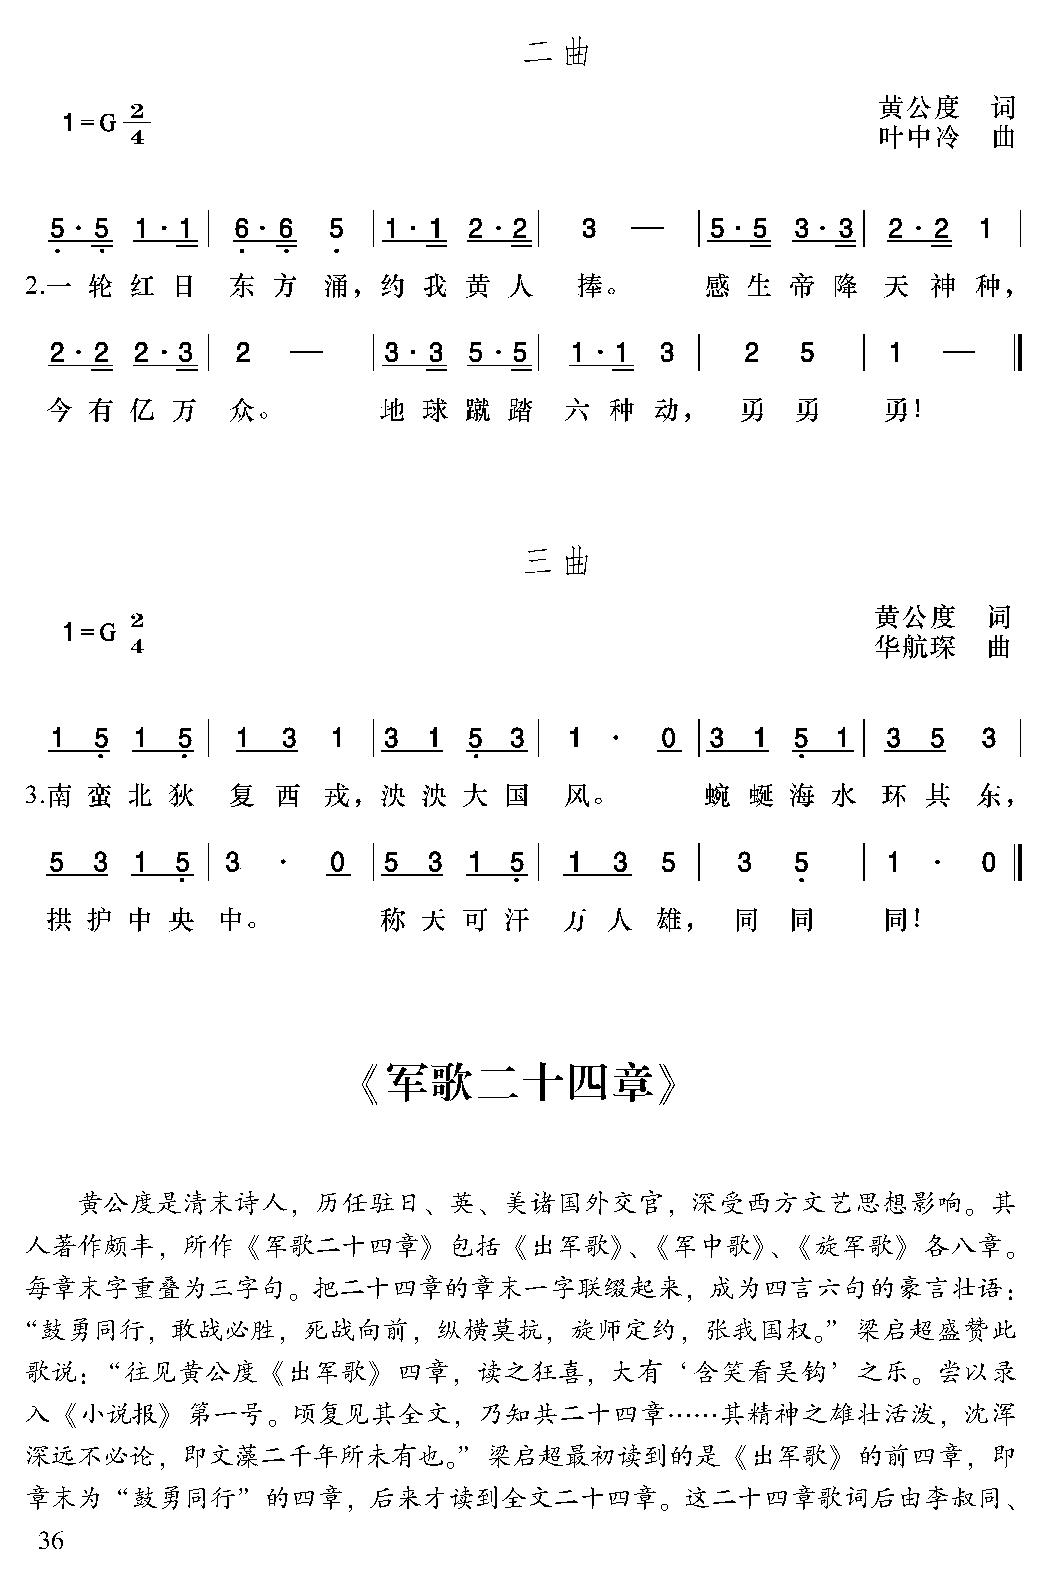 二曲
1=G 2/4
黄公度 词
叶中冷 曲
5·5 1·1 | 6·6 5 | 1·1 2·2 | 3 — | 5·5 3·3 | 2·2 1 |
2.一轮红日 东方涌，约我黄人 捧。 感生帝降天神种，
2·2 2·3 | 2 — | 3·3 5·5 | 1·1 3 | 2 5 | 1 — ‖
今有亿万 众。 地球蹴踏 六种动， 勇 勇 勇！
三曲
1=G 2/4
黄公度 词
华航琛 曲
1 5 1 5 | 1 3 1 | 3 1 5 3 | 1 · 0 | 3 1 5 1 | 3 5 3 |
3.南蛮北狄 复西戎，泱泱大国 风。 蜿蜒海水 环其东，
5 3 1 5 | 3 · 0 | 5 3 1 5 | 1 3 5 | 3 5 | 1 · 0 ‖
拱护中央 中。 称天可汗 万人雄， 同 同 同！
《军歌二十四章》
黄公度是清末诗人，历任驻日、英、美诸国外交官，深受西方文艺思想影响。其
人著作颇丰，所作《军歌二十四章》包括《出军歌》、《军中歌》、《旋军歌》各八章。
每章末字重叠为三字句。把二十四章的章末一字联缀起来，成为四言六句的豪言壮语：
“鼓勇同行，敢战必胜，死战向前，纵横莫抗，旋师定约，张我国权。” 梁启超盛赞此
歌说：“往见黄公度《出军歌》四章，读之狂喜，大有‘含笑看吴钩’之乐。尝以录
入《小说报》第一号。顷复见其全文，乃知共二十四章……其精神之雄壮活泼，沈浑
深远不必论，即文藻二千年所未有也。” 梁启超最初读到的是《出军歌》的前四章，即
章末为“鼓勇同行”的四章，后来才读到全文二十四章。这二十四章歌词后由李叔同、
36